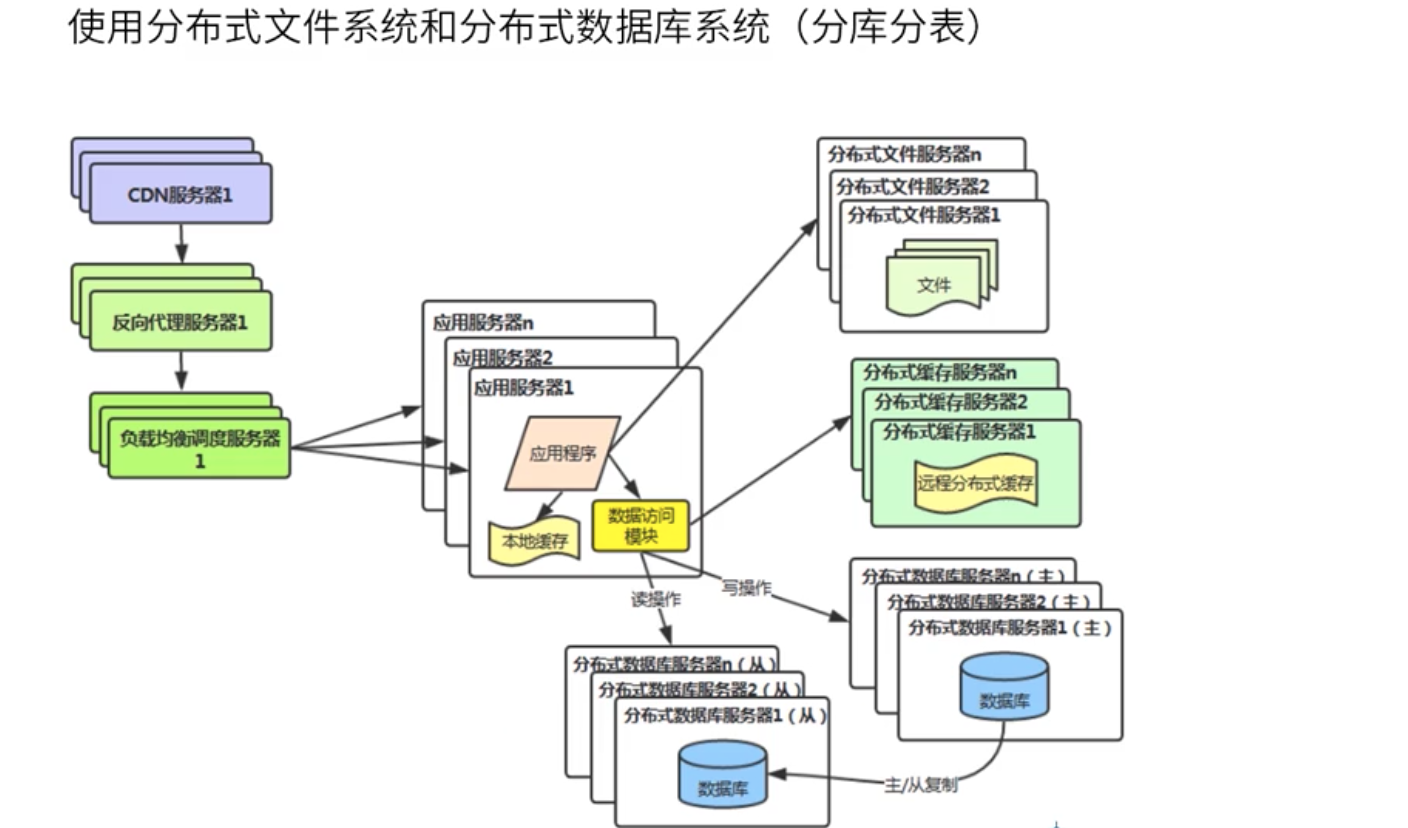 使用分布式文件系统和分布式数据库系统（分库分表）
CDN服务器1
反向代理服务器1
负载均衡调度服务器
1
应用服务器n
应用服务器2
应用服务器1
应用程序
本地缓存
数据访问
模块
分布式文件服务器n
分布式文件服务器2
分布式文件服务器1
文件
分布式缓存服务器n
分布式缓存服务器2
分布式缓存服务器1
远程分布式缓存
读操作
写操作
分布式数据库服务器n（主）
分布式数据库服务器2（主）
分布式数据库服务器1（主）
数据库
分布式数据库服务器n（从）
分布式数据库服务器2（从）
分布式数据库服务器1（从）
数据库
主/从复制